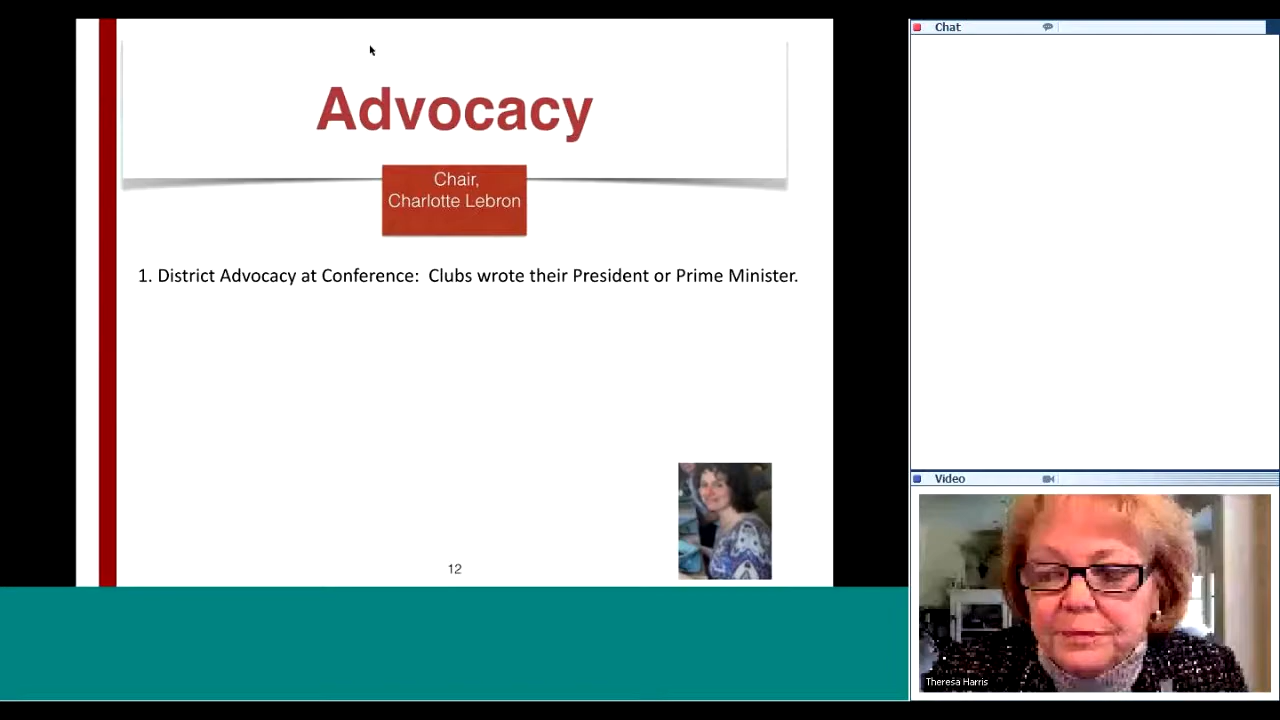 Advocacy
Chair,
Charlotte Lebron
1. District Advocacy at Conference:  Clubs wrote their President or Prime Minister.
12
Chat
Video
Theresa Harris